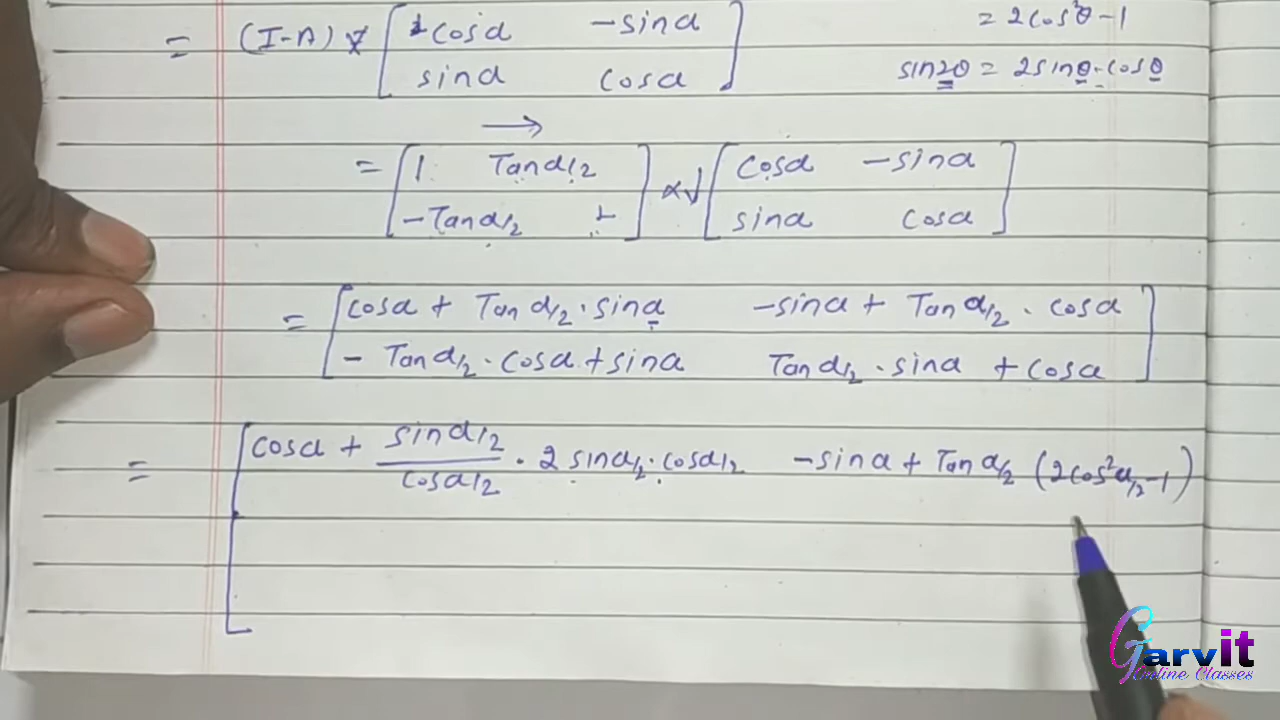 = (I-A) × [ cosα -sinα
sinα cosα ]
= 2cos²θ-1
sin2θ = 2sinθ.cosθ
→
= [ 1 Tanα/2
-Tanα/2 1 ] × [ cosα -sinα
sinα cosα ]
= [ cosα + Tanα/2.sinα -sinα + Tanα/2.cosα
- Tanα/2.cosα+sinα Tanα/2.sinα + cosα ]
= [ cosα + sinα/2 / cosα/2 . 2 sinα/2.cosα/2 -sinα + Tanα/2 (2cos²α/2-1)
Garvit
Online Classes